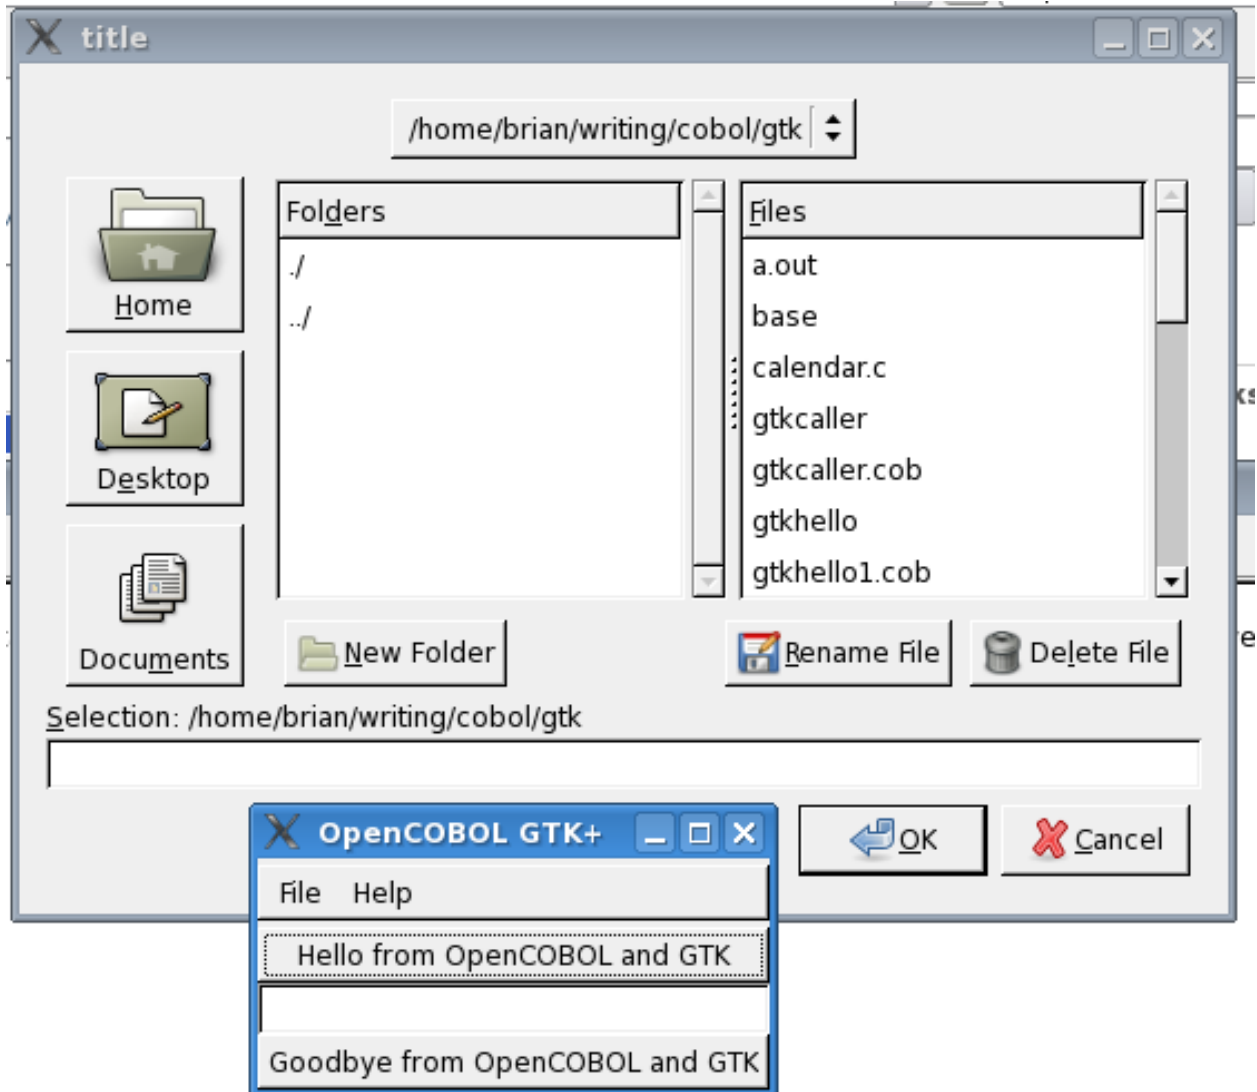 title
/home/brian/writing/cobol/gtk
Home
Desktop
Documents
Folders
./
../
Files
a.out
base
calendar.c
gtkcaller
gtkcaller.cob
gtkhello
gtkhello1.cob
New Folder
Rename File
Delete File
Selection: /home/brian/writing/cobol/gtk
OK
Cancel
OpenCOBOL GTK+
File Help
Hello from OpenCOBOL and GTK
Goodbye from OpenCOBOL and GTK